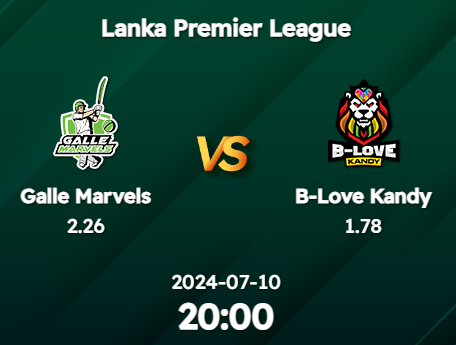 Lanka Premier League
GALLE
MARVELS
B-LOVE
KANDY
VS
Galle Marvels
B-Love Kandy
2.26
1.78
2024-07-10
20:00